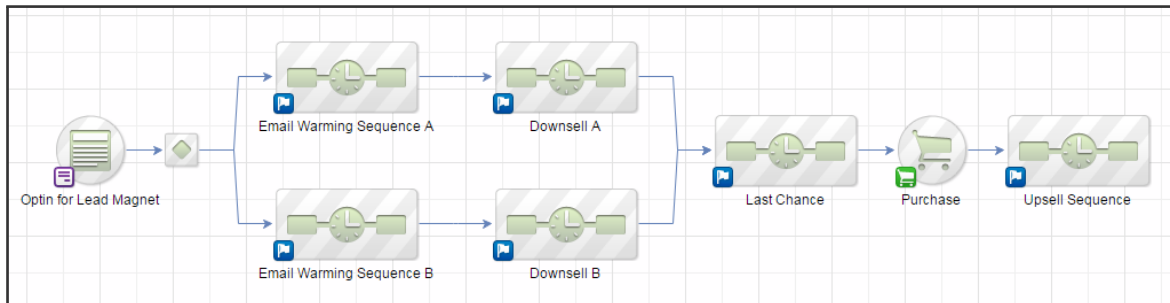 Email Warming Sequence A
Downsell A
Optin for Lead Magnet
Last Chance
Purchase
Upsell Sequence
Email Warming Sequence B
Downsell B